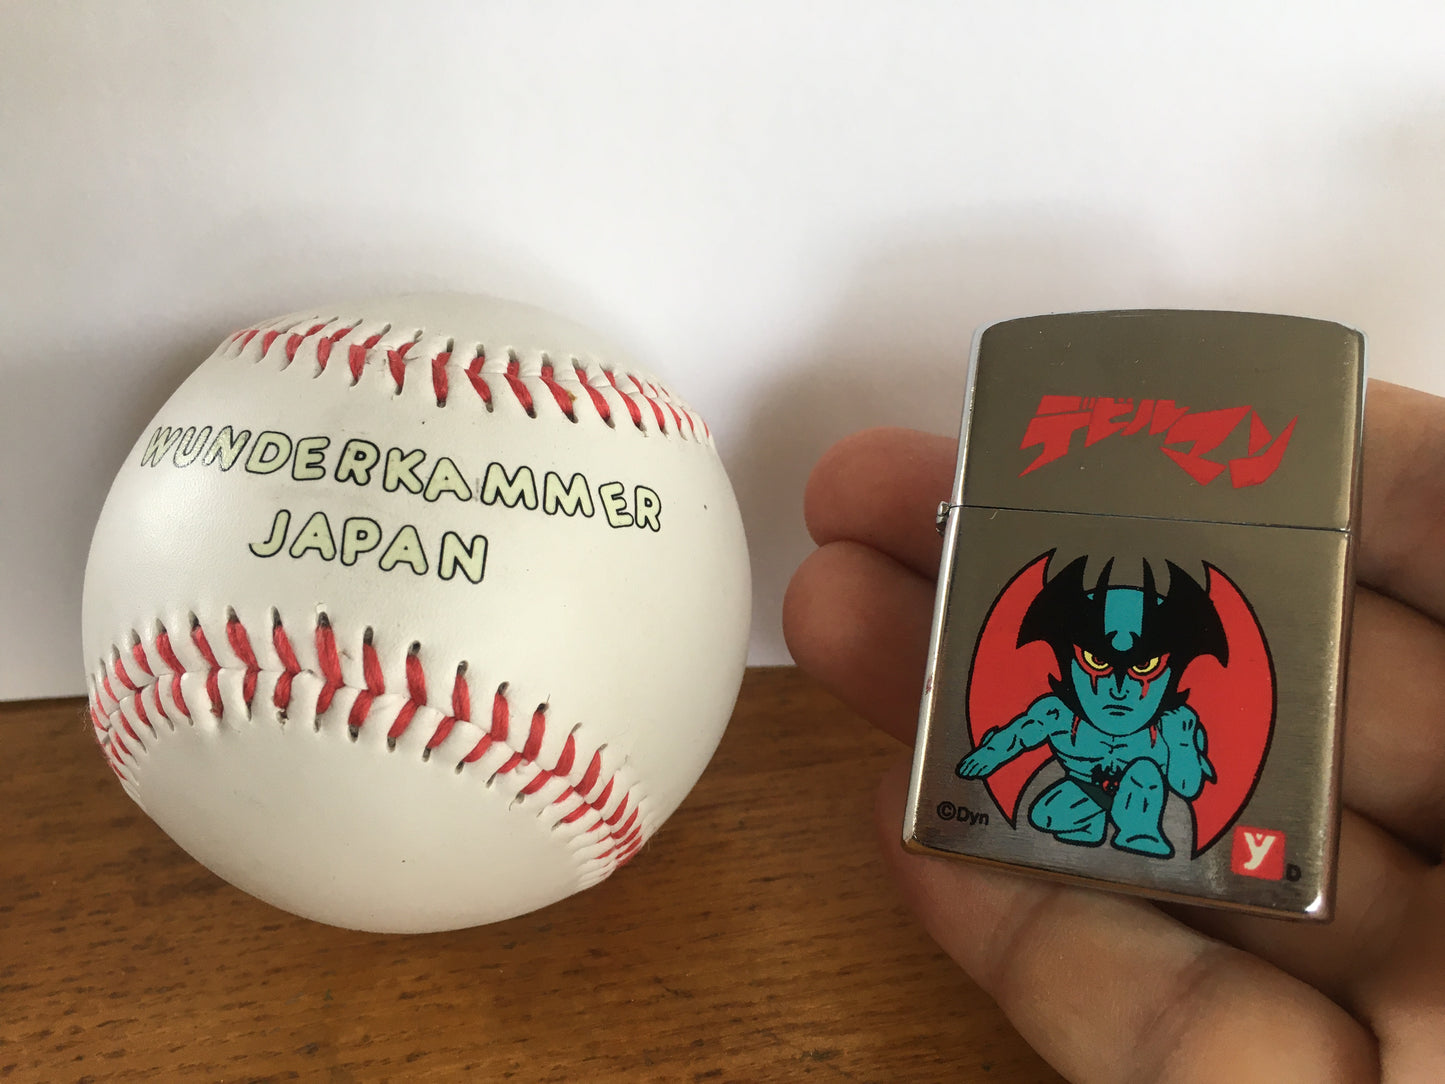 WUNDERKAMMER
JAPAN
デビルマン
©Dyn
y
D